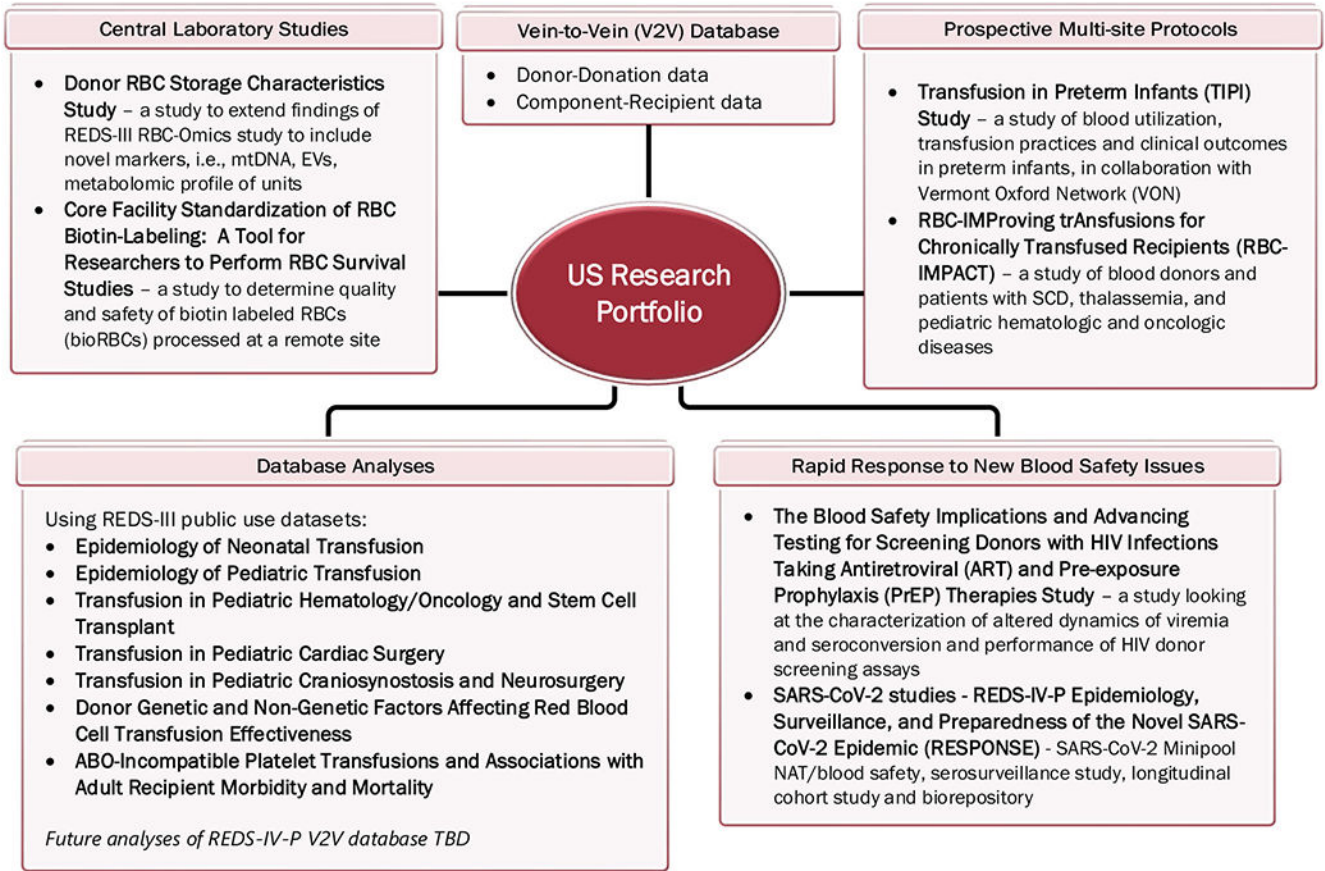 Central Laboratory Studies
• Donor RBC Storage Characteristics
Study – a study to extend findings of
REDS-III RBC-Omics study to include
novel markers, i.e., mtDNA, EVs,
metabolomic profile of units
• Core Facility Standardization of RBC
Biotin-Labeling: A Tool for
Researchers to Perform RBC Survival
Studies – a study to determine quality
and safety of biotin labeled RBCs
(bioRBCs) processed at a remote site
Vein-to-Vein (V2V) Database
• Donor-Donation data
• Component-Recipient data
Prospective Multi-site Protocols
• Transfusion in Preterm Infants (TIPI)
Study – a study of blood utilization,
transfusion practices and clinical outcomes
in preterm infants, in collaboration with
Vermont Oxford Network (VON)
• RBC-IMProving trAnsfusions for
Chronically Transfused Recipients (RBC-
IMPACT) – a study of blood donors and
patients with SCD, thalassemia, and
pediatric hematologic and oncologic
diseases
US Research
Portfolio
Database Analyses
Using REDS-III public use datasets:
• Epidemiology of Neonatal Transfusion
• Epidemiology of Pediatric Transfusion
• Transfusion in Pediatric Hematology/Oncology and Stem Cell
Transplant
• Transfusion in Pediatric Cardiac Surgery
• Transfusion in Pediatric Craniosynostosis and Neurosurgery
• Donor Genetic and Non-Genetic Factors Affecting Red Blood
Cell Transfusion Effectiveness
• ABO-Incompatible Platelet Transfusions and Associations with
Adult Recipient Morbidity and Mortality
Future analyses of REDS-IV-P V2V database TBD
Rapid Response to New Blood Safety Issues
• The Blood Safety Implications and Advancing
Testing for Screening Donors with HIV Infections
Taking Antiretroviral (ART) and Pre-exposure
Prophylaxis (PrEP) Therapies Study – a study looking
at the characterization of altered dynamics of viremia
and seroconversion and performance of HIV donor
screening assays
• SARS-CoV-2 studies - REDS-IV-P Epidemiology,
Surveillance, and Preparedness of the Novel SARS-
CoV-2 Epidemic (RESPONSE) - SARS-CoV-2 Minipool
NAT/blood safety, serosurveillance study, longitudinal
cohort study and biorepository